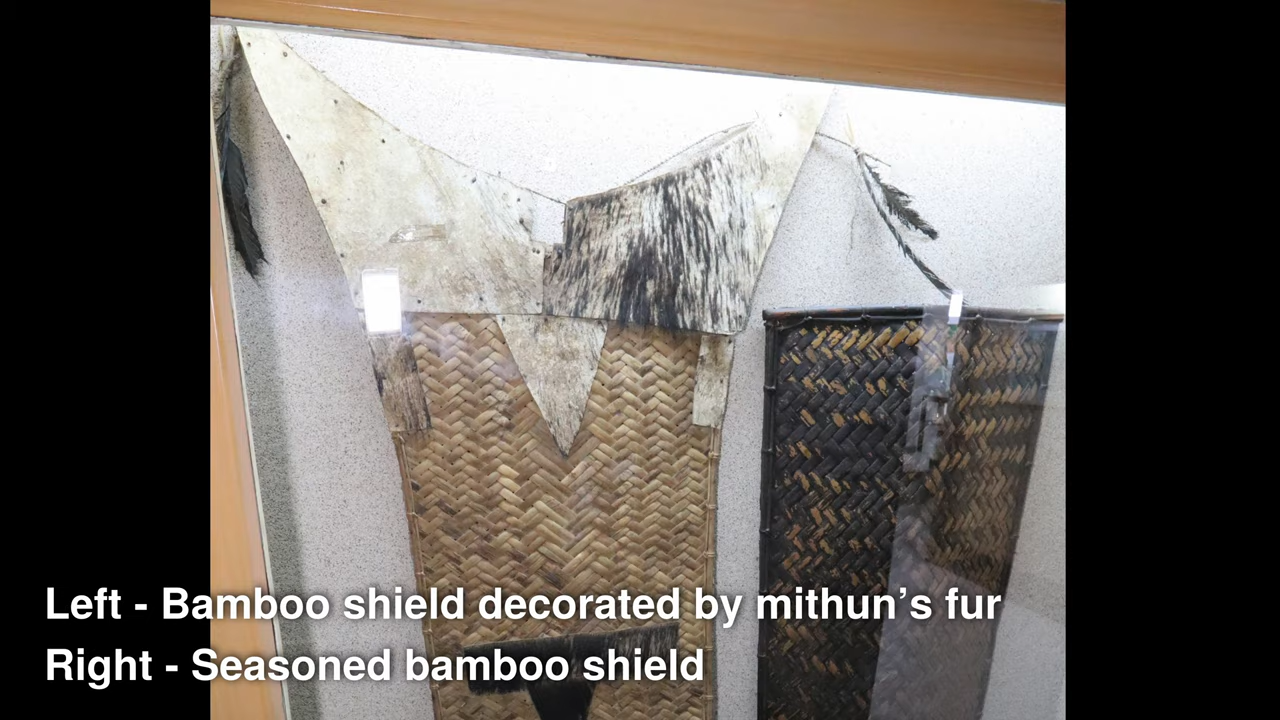 Left - Bamboo shield decorated by mithun’s fur
Right - Seasoned bamboo shield